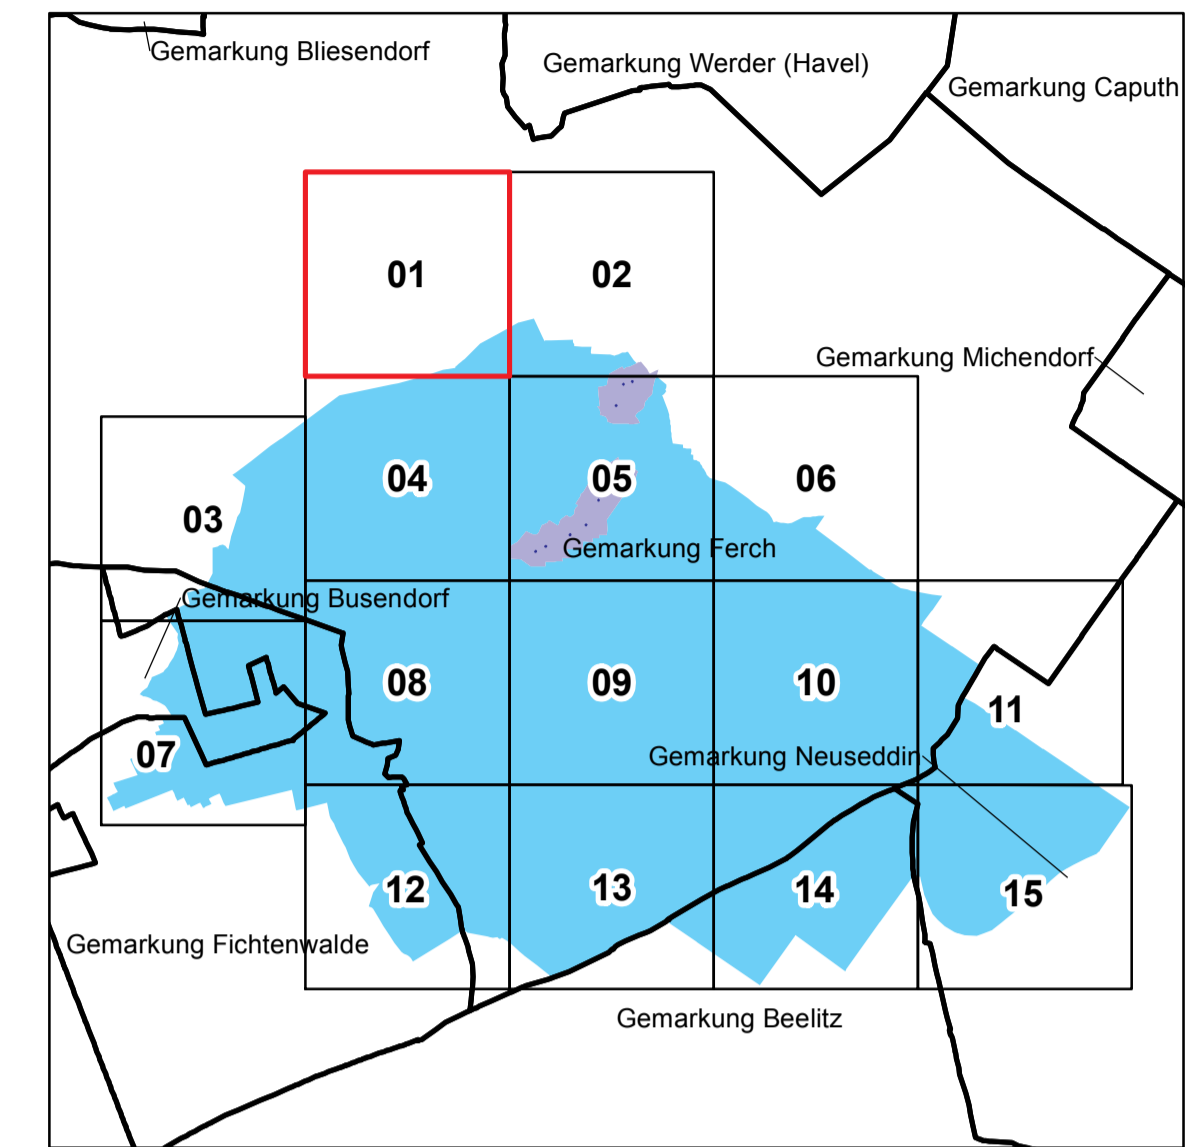 Gemarkung Bliesendorf
Gemarkung Werder (Havel)
Gemarkung Caputh
01
02
Gemarkung Michendorf
03
04
05
06
Gemarkung Ferch
Gemarkung Busendorf
07
08
09
10
11
Gemarkung Neuseddin
12
13
14
15
Gemarkung Fichtenwalde
Gemarkung Beelitz